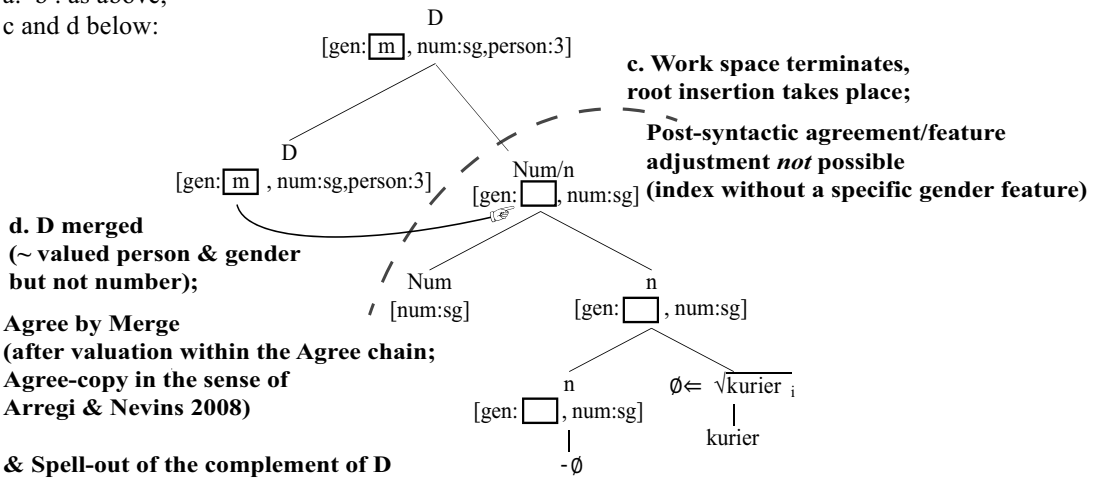 a. b . as above;
c and d below:
D
[gen: m , num:sg,person:3]
c. Work space terminates,
root insertion takes place;
Post-syntactic agreement/feature
adjustment not possible
(index without a specific gender feature)
D
[gen: m , num:sg,person:3]
Num/n
[gen: , num:sg]
d. D merged
(~ valued person & gender
but not number);
Num
[num:sg]
n
[gen: , num:sg]
Agree by Merge
(after valuation within the Agree chain;
Agree-copy in the sense of
Arregi & Nevins 2008)
n
[gen: , num:sg]
-∅
∅⇐ √kurier i
kurier
& Spell-out of the complement of D